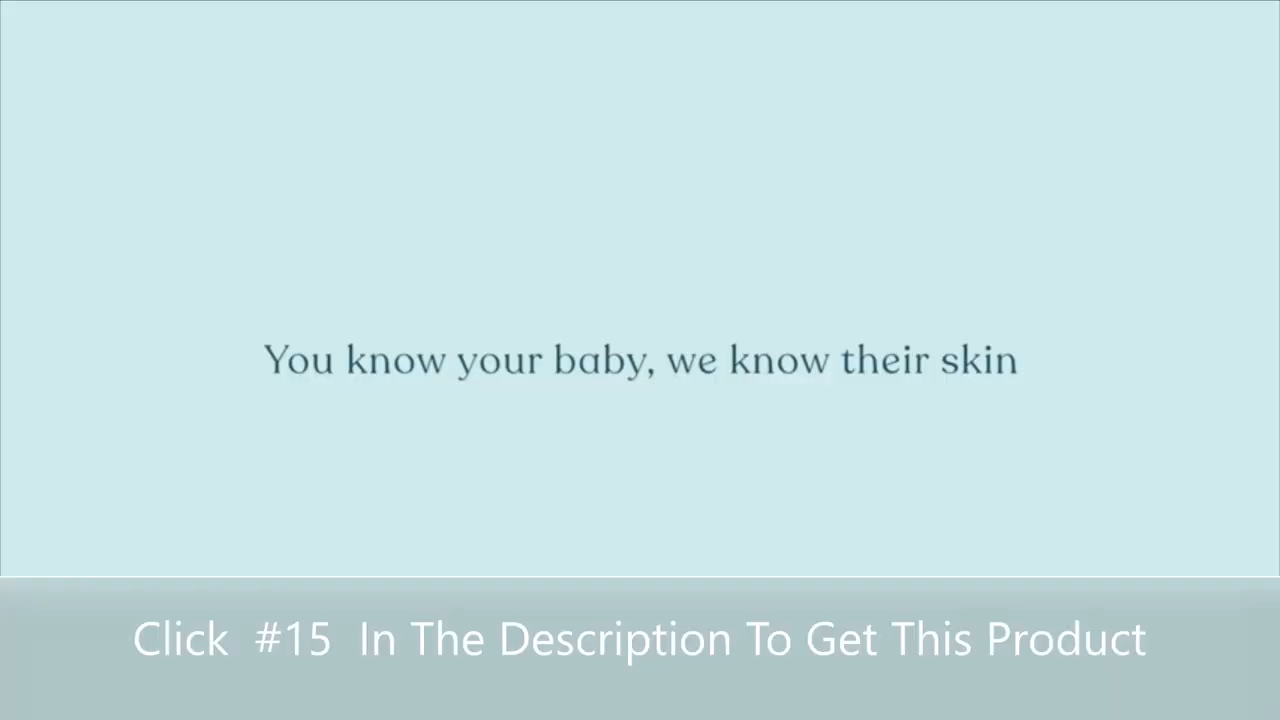 You know your baby, we know their skin
Click #15 In The Description To Get This Product